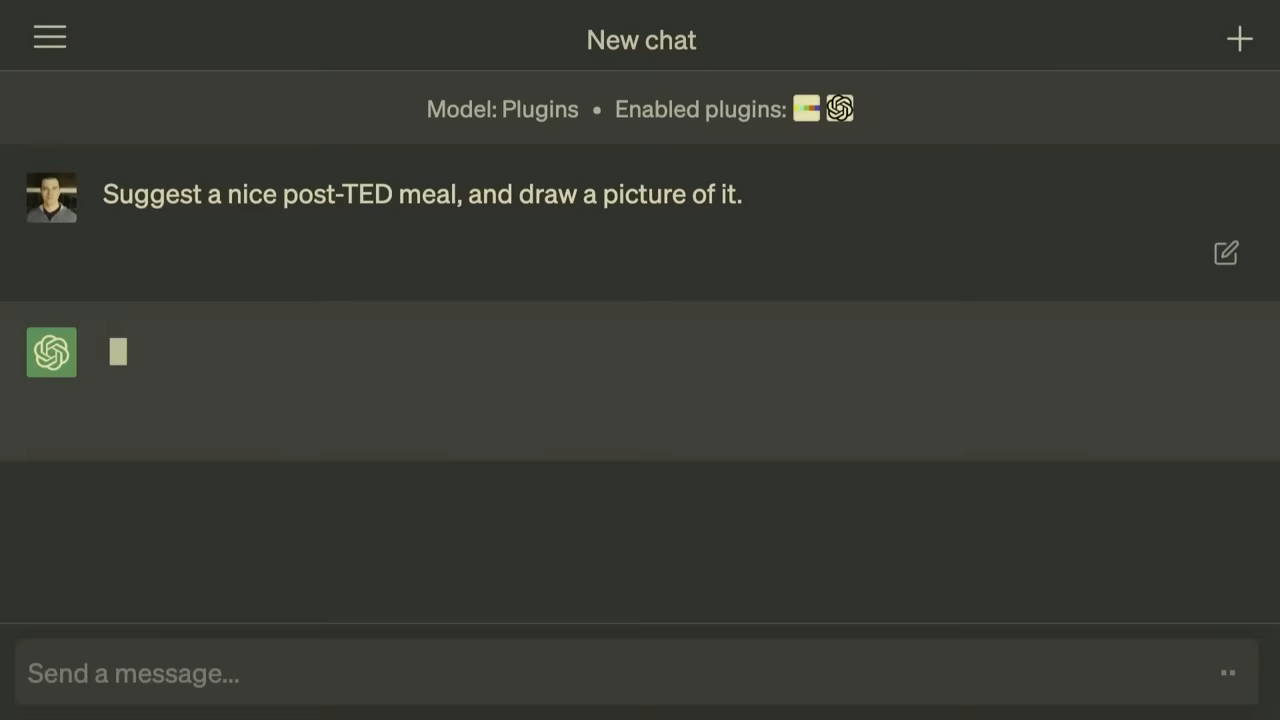 New chat
Model: Plugins • Enabled plugins:
Suggest a nice post-TED meal, and draw a picture of it.
Send a message...